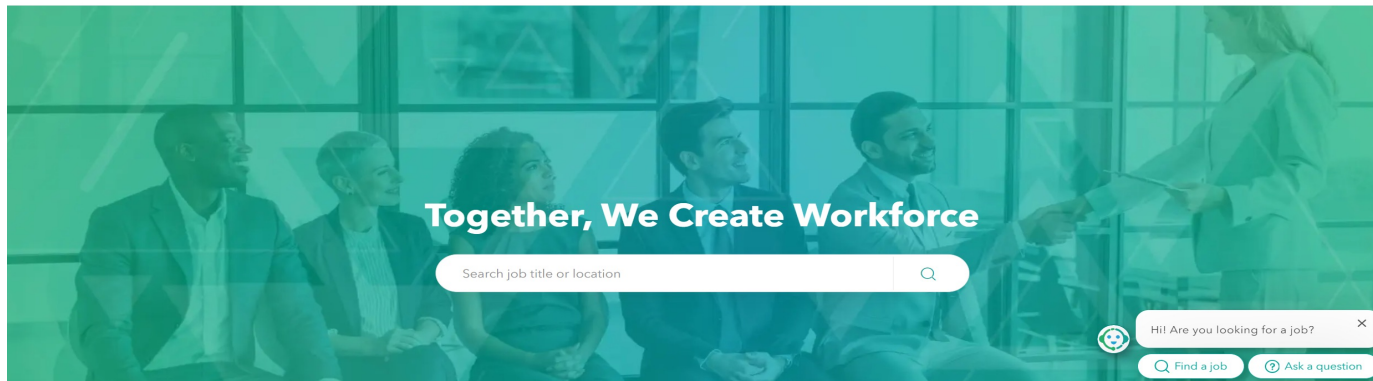 Together, We Create Workforce
Search job title or location
Hi! Are you looking for a job?
Find a job
Ask a question